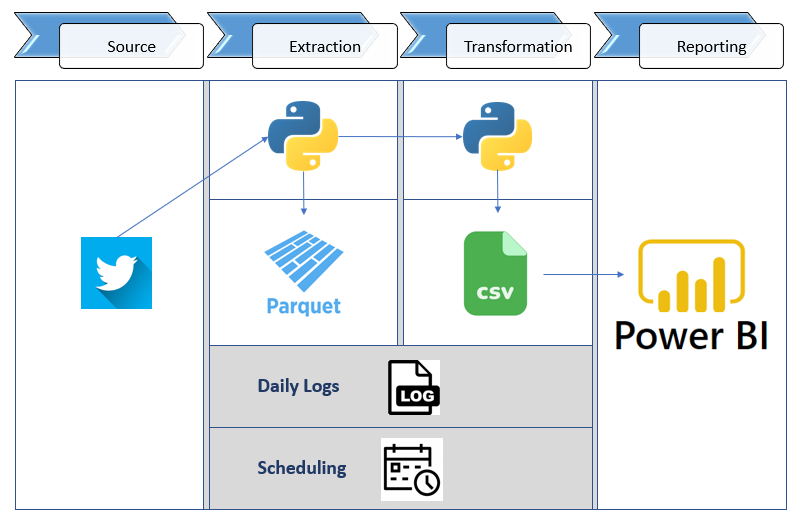 Source
Extraction
Transformation
Reporting
Parquet
CSV
Power BI
Daily Logs
LOG
Scheduling